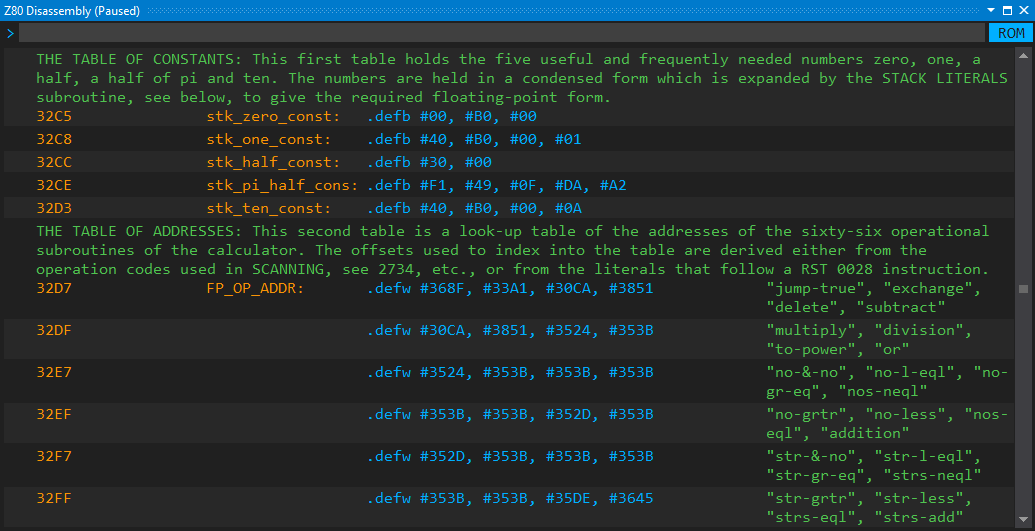 Z80 Disassembly (Paused)
> ROM
THE TABLE OF CONSTANTS: This first table holds the five useful and frequently needed numbers zero, one, a
half, a half of pi and ten. The numbers are held in a condensed form which is expanded by the STACK LITERALS
subroutine, see below, to give the required floating-point form.
32C5 stk_zero_const: .defb #00, #B0, #00
32C8 stk_one_const: .defb #40, #B0, #00, #01
32CC stk_half_const: .defb #30, #00
32CE stk_pi_half_cons: .defb #F1, #49, #0F, #DA, #A2
32D3 stk_ten_const: .defb #40, #B0, #00, #0A
THE TABLE OF ADDRESSES: This second table is a look-up table of the addresses of the sixty-six operational
subroutines of the calculator. The offsets used to index into the table are derived either from the
operation codes used in SCANNING, see 2734, etc., or from the literals that follow a RST 0028 instruction.
32D7 FP_OP_ADDR: .defw #368F, #33A1, #30CA, #3851 "jump-true", "exchange",
"delete", "subtract"
32DF .defw #30CA, #3851, #3524, #353B "multiply", "division",
"to-power", "or"
32E7 .defw #3524, #353B, #353B, #353B "no-&-no", "no-l-eql", "no-
gr-eq", "nos-neql"
32EF .defw #353B, #353B, #352D, #353B "no-grtr", "no-less", "nos-
eql", "addition"
32F7 .defw #352D, #353B, #353B, #353B "str-&-no", "str-l-eql",
"str-gr-eq", "strs-neql"
32FF .defw #353B, #353B, #35DE, #3645 "str-grtr", "str-less",
"strs-eql", "strs-add"